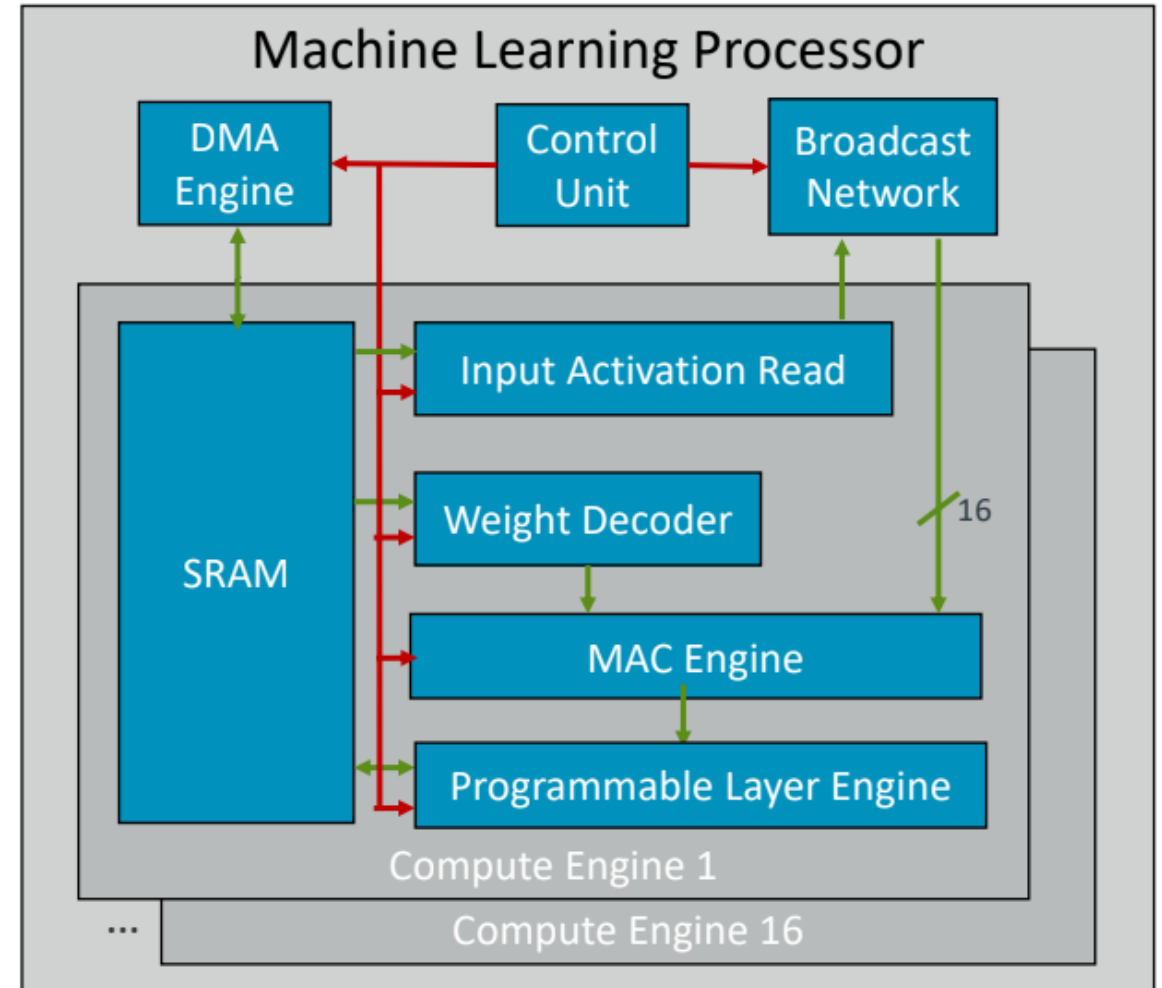 Machine Learning Processor
DMA
Engine
Control
Unit
Broadcast
Network
Input Activation Read
Weight Decoder
16
SRAM
MAC Engine
Programmable Layer Engine
Compute Engine 1
...
Compute Engine 16